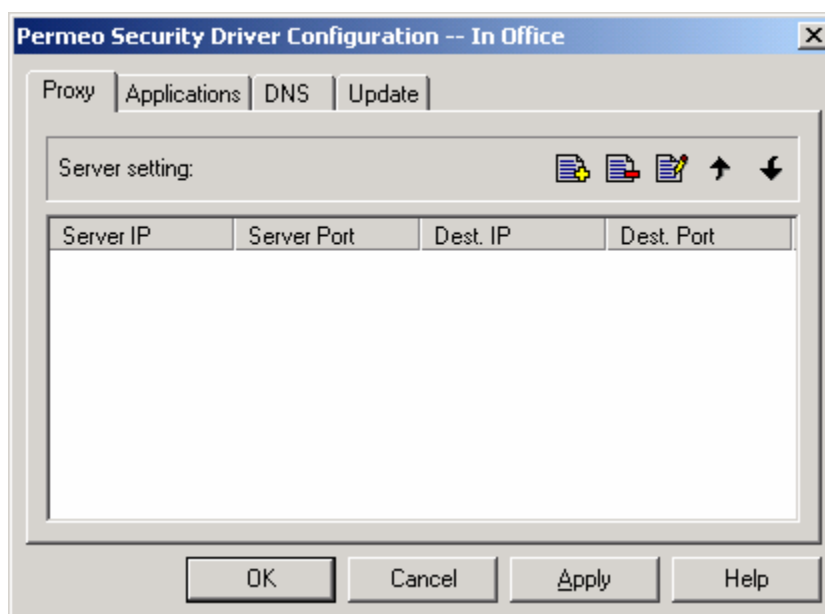 Permeo Security Driver Configuration -- In Office
Proxy Applications DNS Update
Server setting:
Server IP Server Port Dest. IP Dest. Port
OK Cancel Apply Help